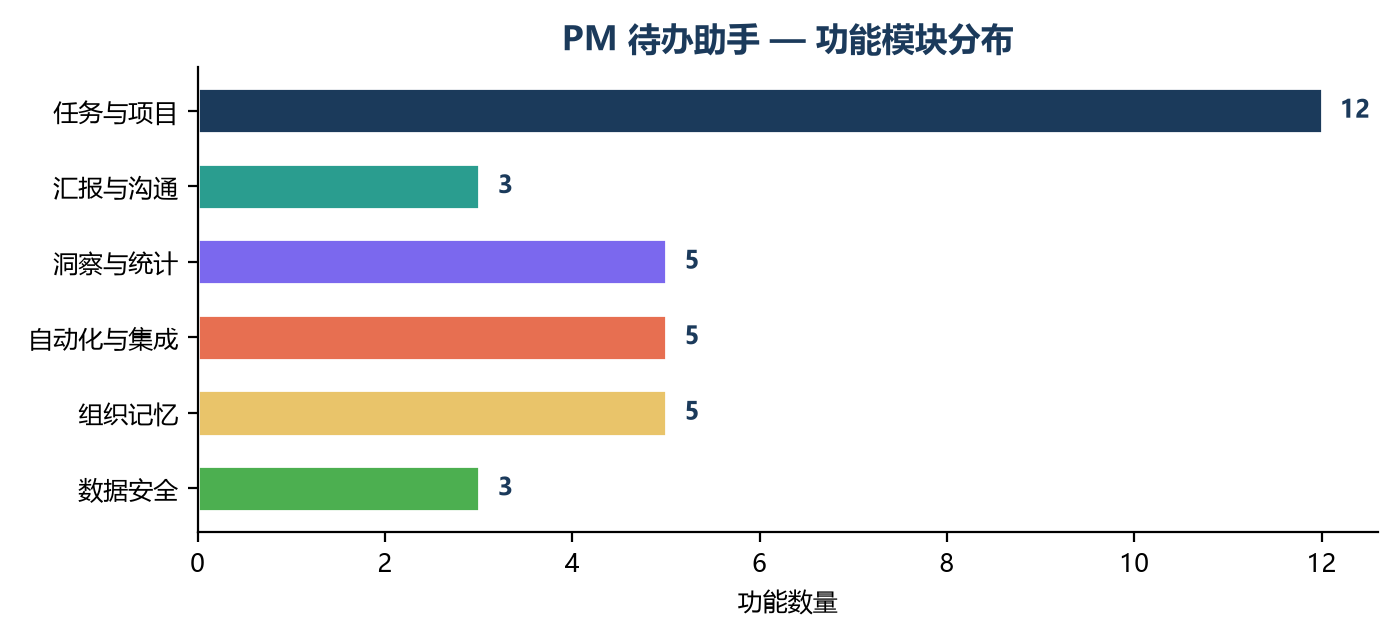 PM 待办助手 — 功能模块分布
任务与项目 12
汇报与沟通 3
洞察与统计 5
自动化与集成 5
组织记忆 5
数据安全 3
0 2 4 6 8 10 12
功能数量